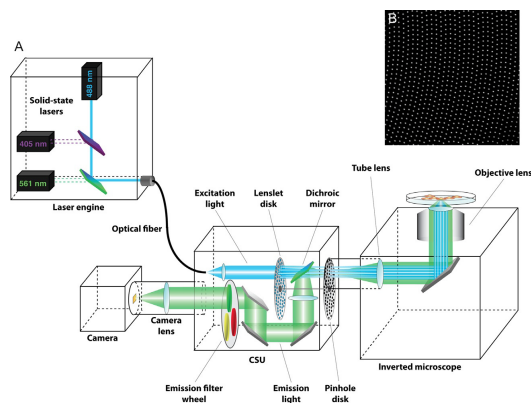 A
B
488 nm
Solid-state
lasers
405 nm
561 nm
Laser engine
Optical fiber
Excitation
light
Lenslet
disk
Dichroic
mirror
Tube lens
Objective lens
Camera
Camera
lens
CSU
Emission filter
wheel
Emission
light
Pinhole
disk
Inverted microscope